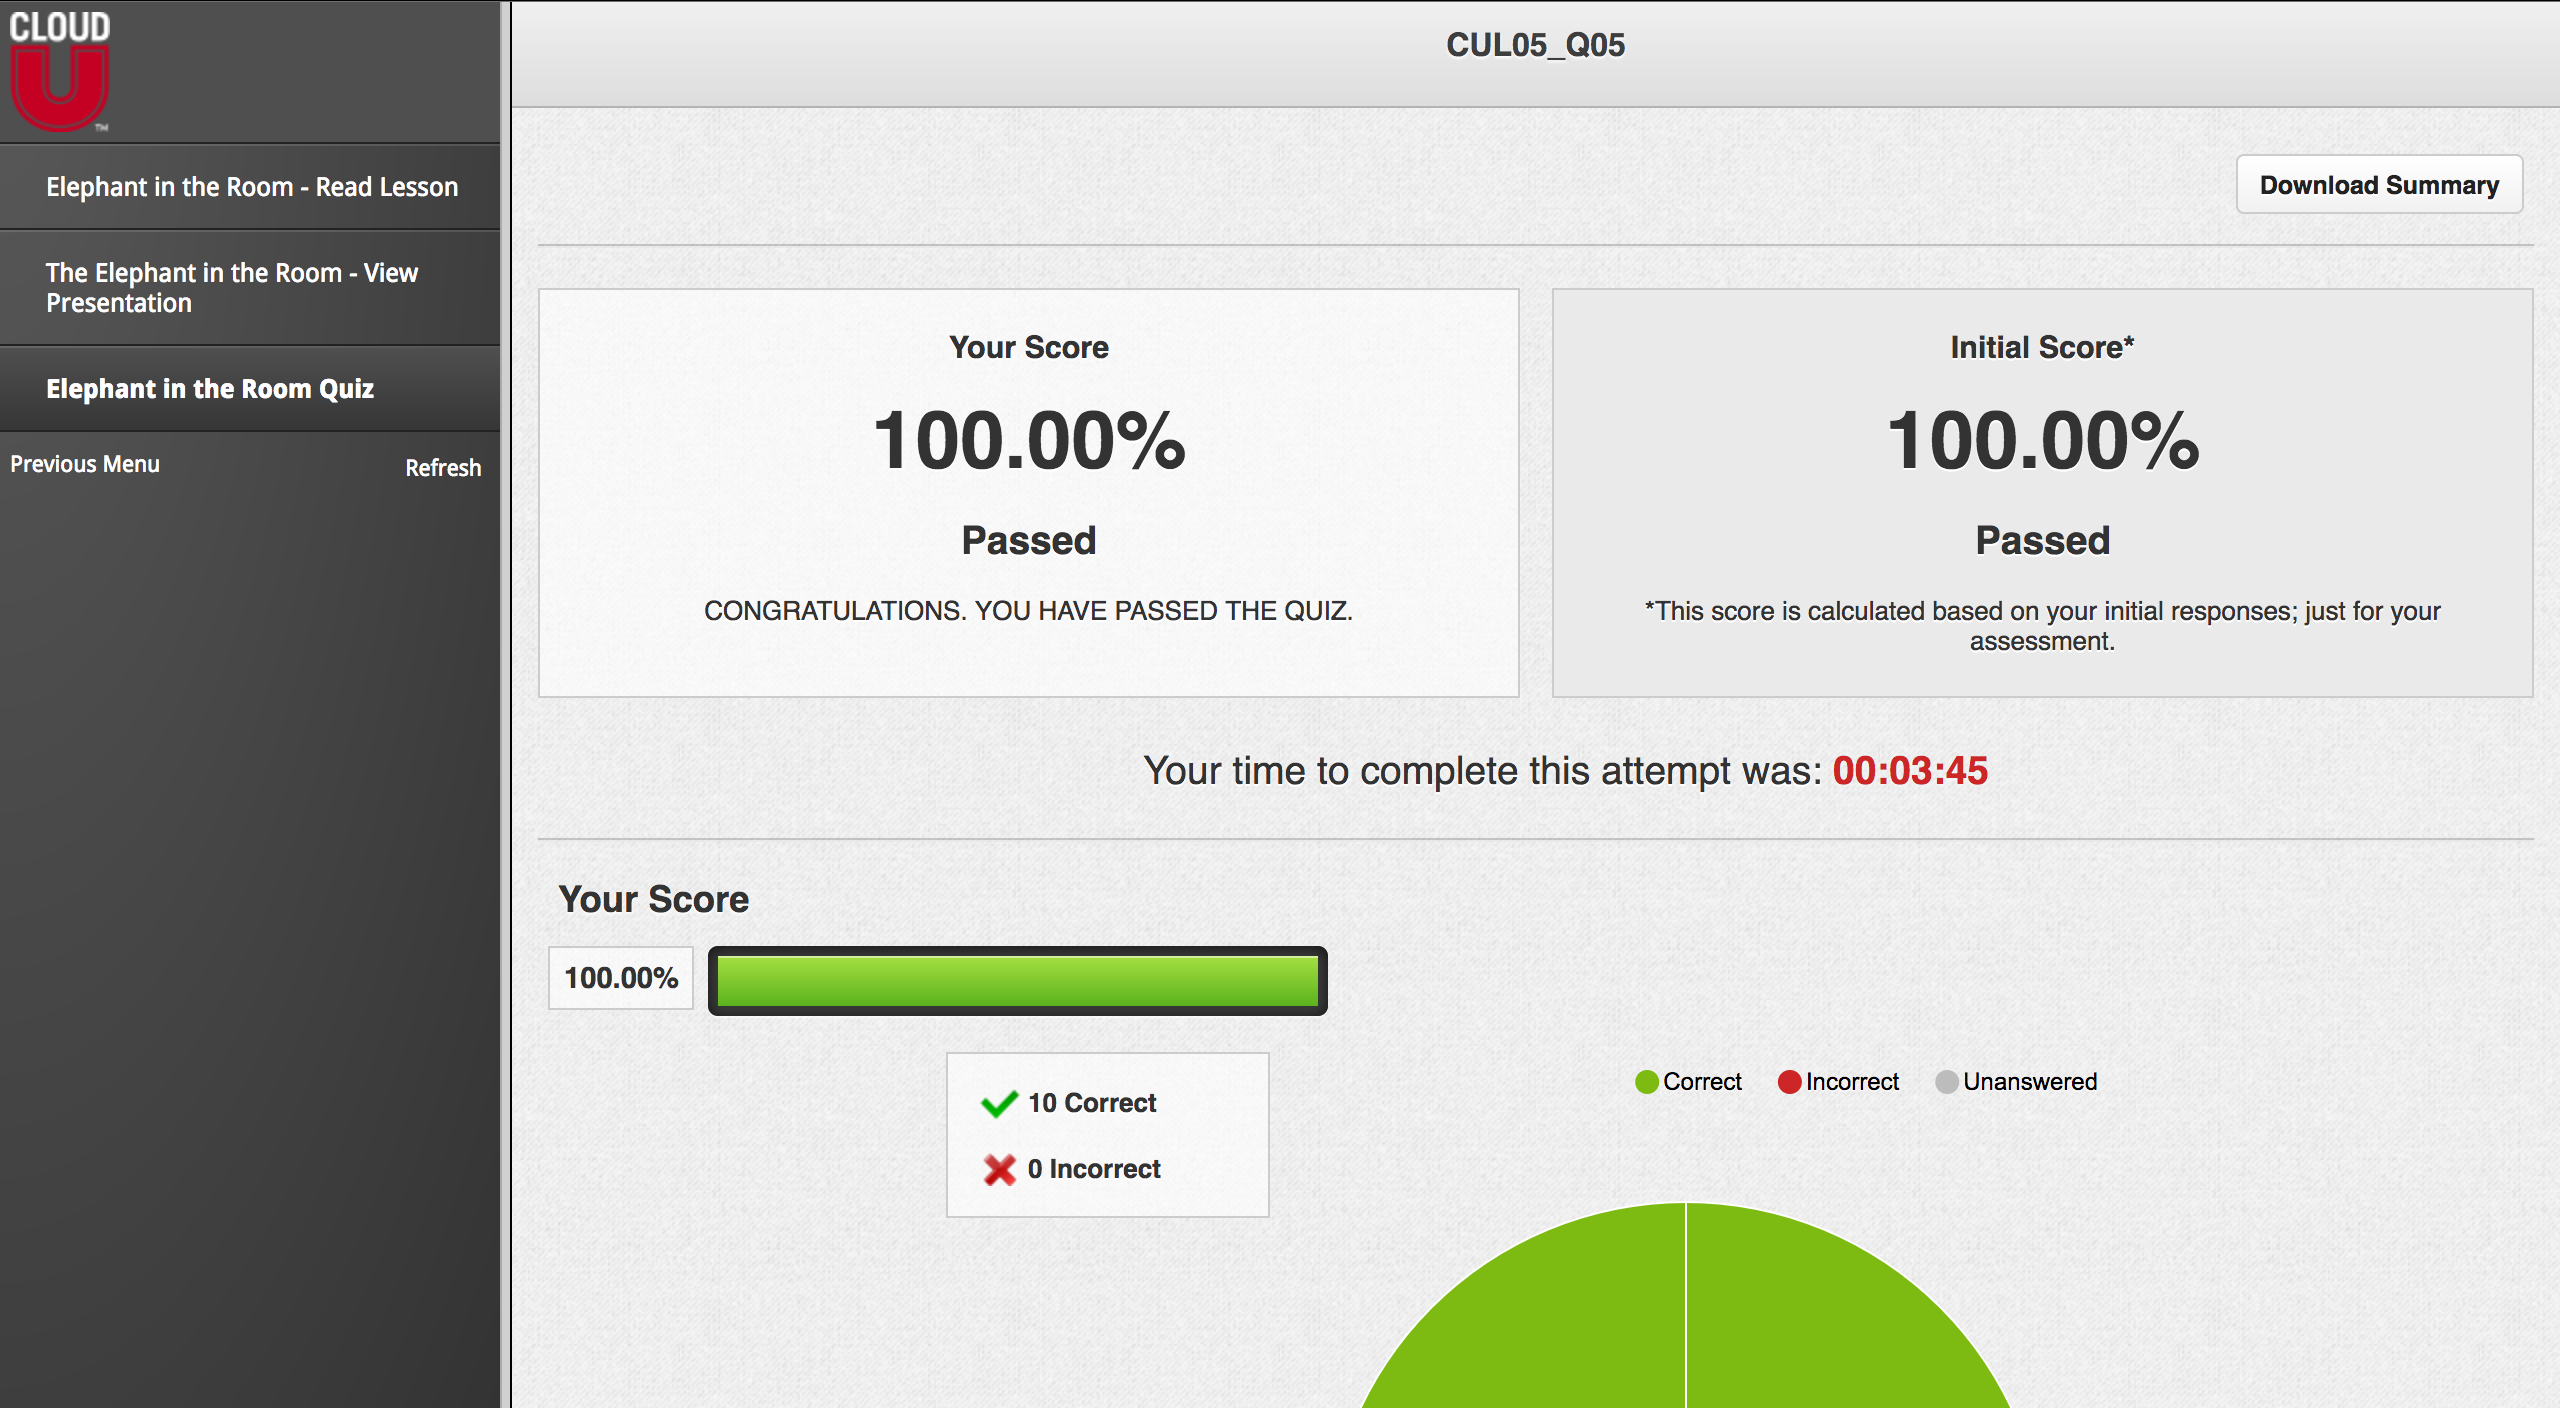 CLOUD
U
TM
Elephant in the Room - Read Lesson
The Elephant in the Room - View
Presentation
Elephant in the Room Quiz
Previous Menu
Refresh
CUL05_Q05
Download Summary
Your Score
100.00%
Passed
CONGRATULATIONS. YOU HAVE PASSED THE QUIZ.
Initial Score*
100.00%
Passed
*This score is calculated based on your initial responses; just for your
assessment.
Your time to complete this attempt was: 00:03:45
Your Score
100.00%
10 Correct
0 Incorrect
Correct
Incorrect
Unanswered